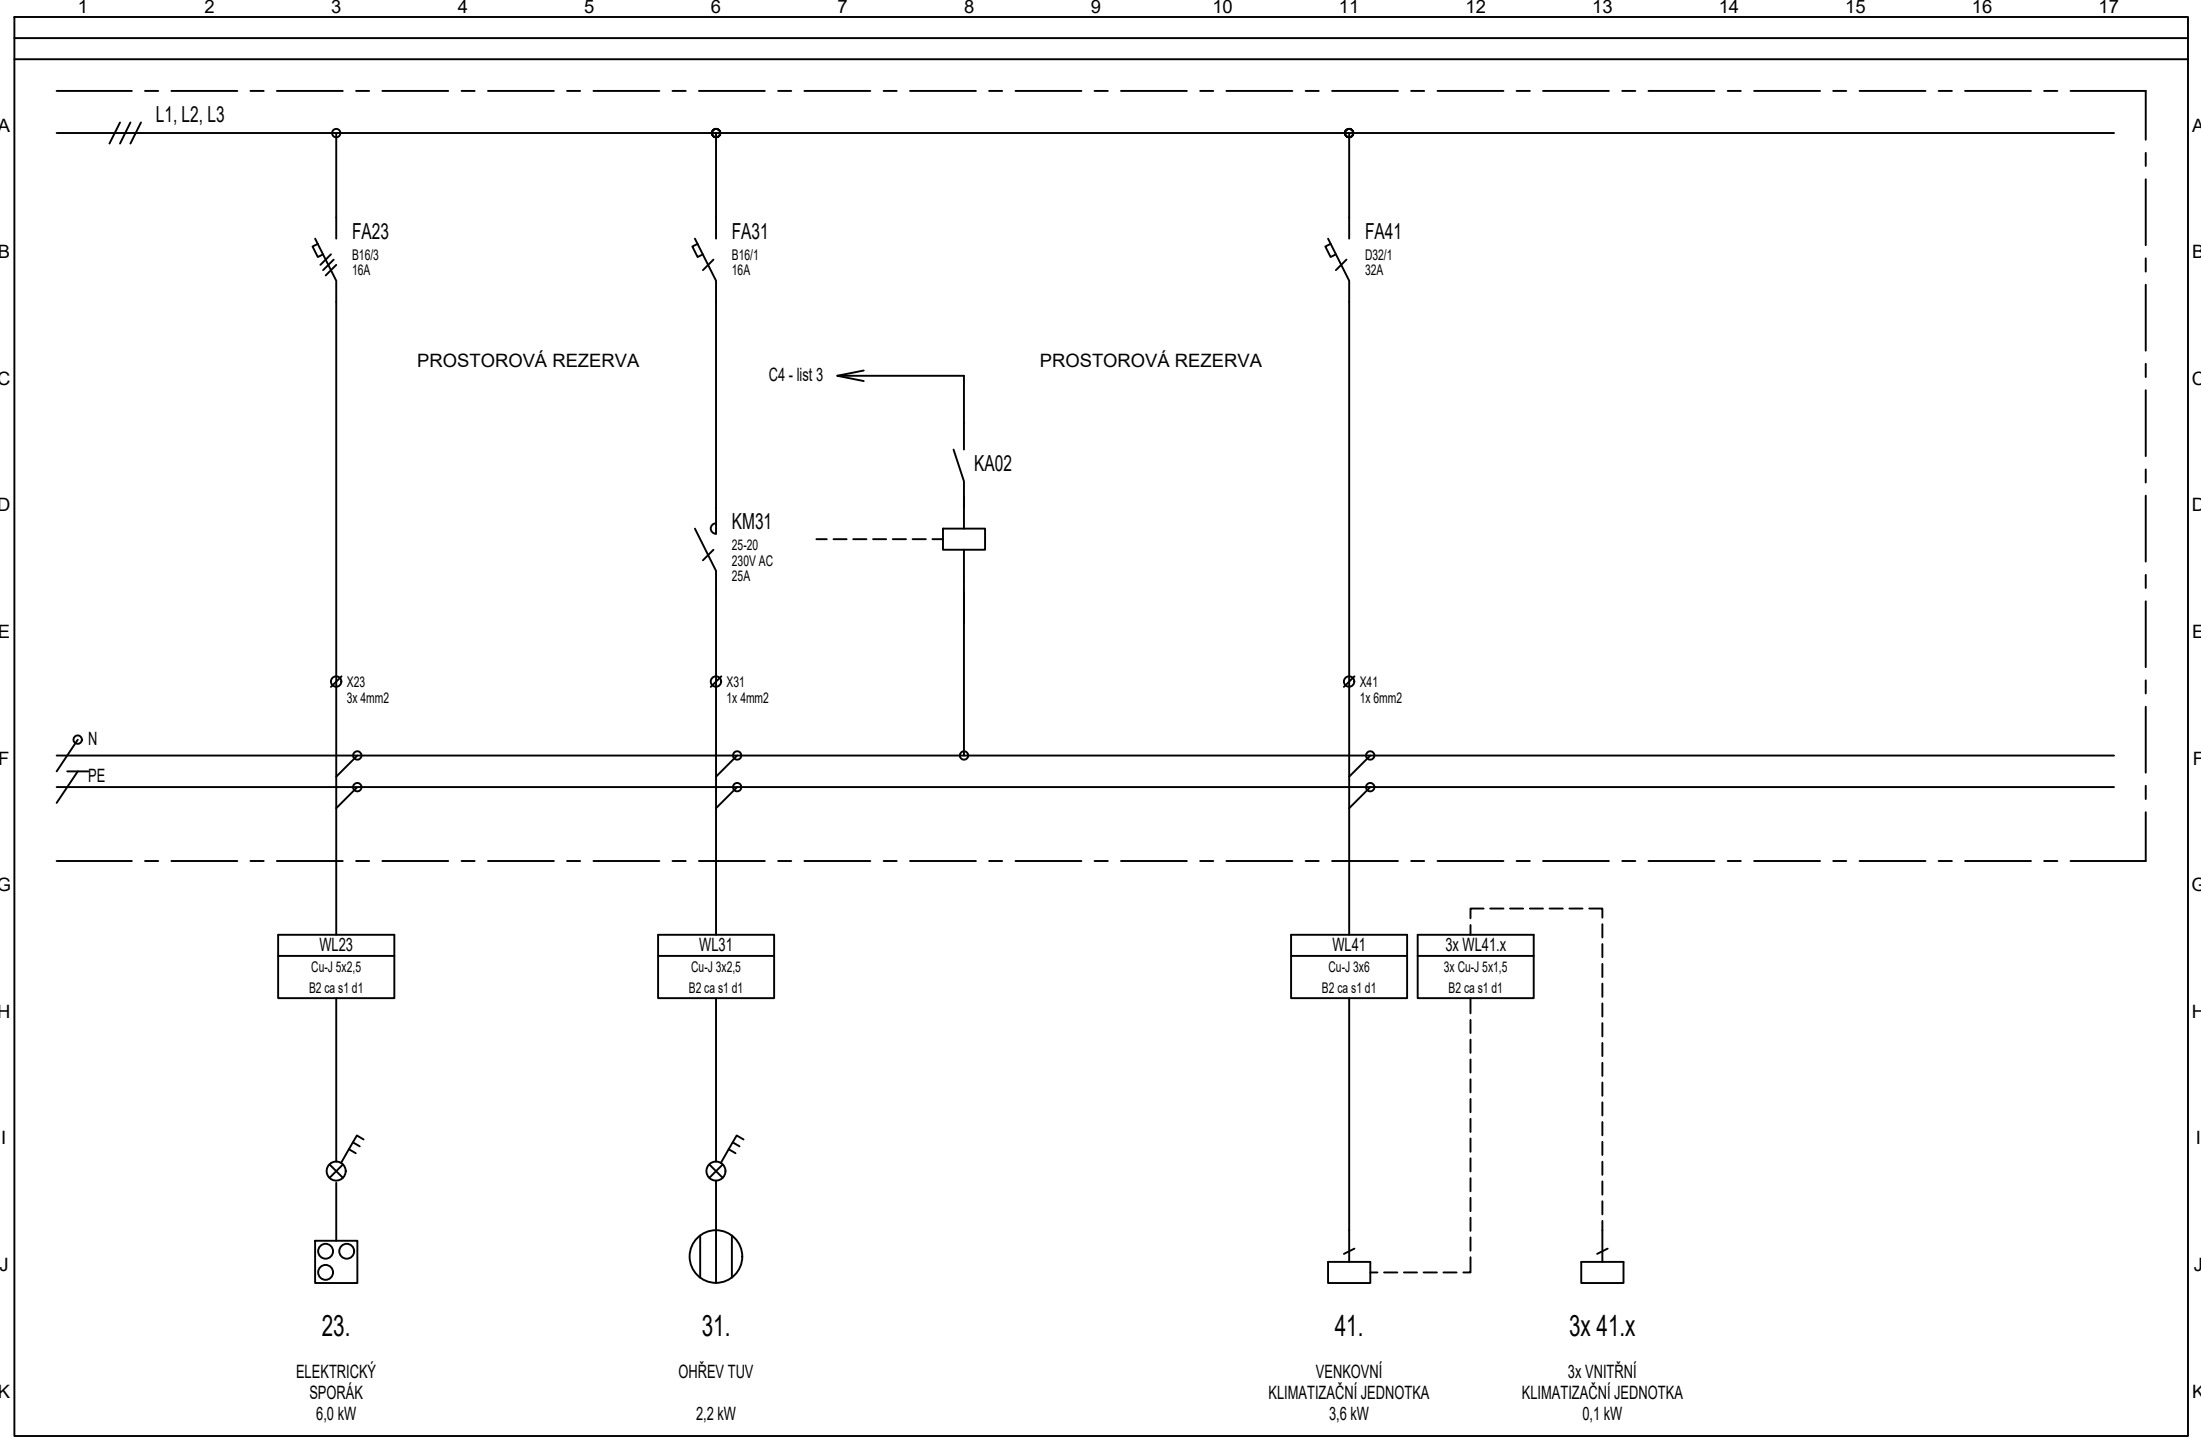 1 2 3 4 5 6 7 8 9 10 11 12 13 14 15 16 17
A L1, L2, L3 A
B FA23 FA31 FA41 B
B16/3 B16/1 D32/1
16A 16A 32A
PROSTOROVÁ REZERVA PROSTOROVÁ REZERVA
C C4 - list 3 C
KA02
D KM31 D
25-20
230V AC
25A
E E
X23 X31 X41
3x 4mm2 1x 4mm2 1x 6mm2
N
F F
PE
G G
WL23 WL31 WL41 3x WL41.x
Cu-J 5x2,5 Cu-J 3x2,5 Cu-J 3x6 3x Cu-J 5x1,5
B2 ca s1 d1 B2 ca s1 d1 B2 ca s1 d1 B2 ca s1 d1
H H
I I
J J
23. 31. 41. 3x 41.x
ELEKTRICKÝ OHŘEV TUV VENKOVNÍ 3x VNITŘNÍ
K SPORÁK KLIMATIZAČNÍ JEDNOTKA KLIMATIZAČNÍ JEDNOTKA K
6,0 kW 2,2 kW 3,6 kW 0,1 kW